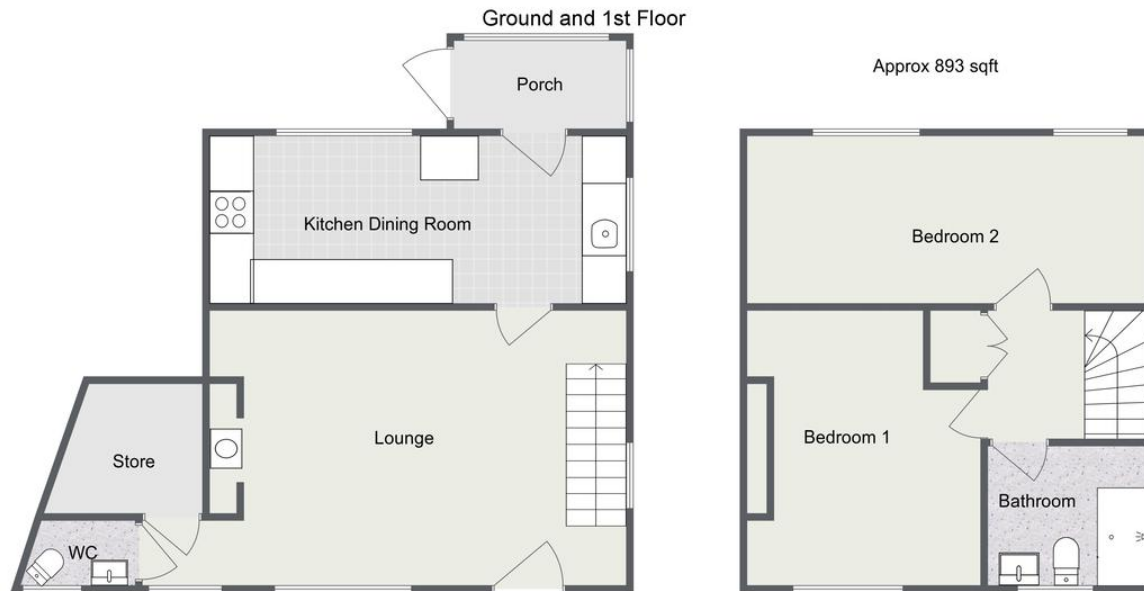 Ground and 1st Floor
Approx 893 sqft
Porch
Kitchen Dining Room
Bedroom 2
Lounge
Bedroom 1
Store
Bathroom
WC